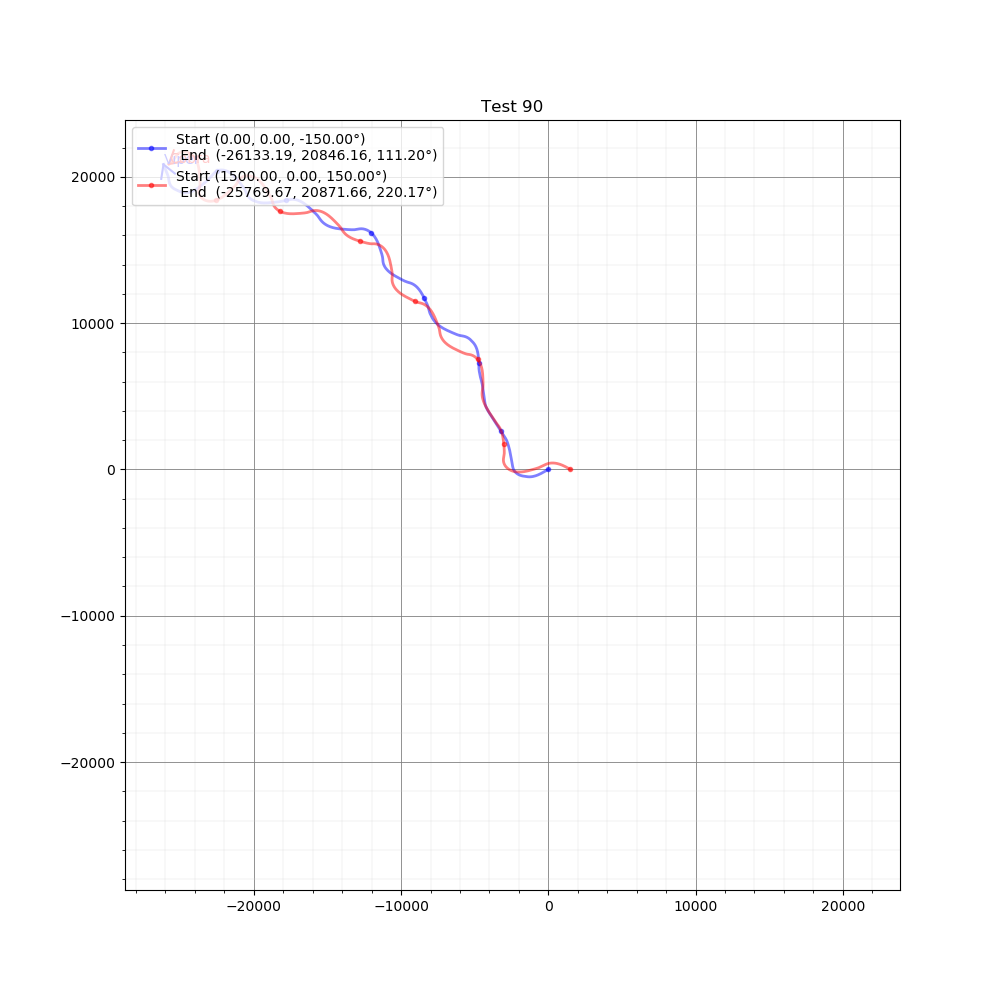 Test 90
Start (0.00, 0.00, -150.00°)
End (-26133.19, 20846.16, 111.20°)
Start (1500.00, 0.00, 150.00°)
End (-25769.67, 20871.66, 220.17°)
20000
10000
0
−10000
−20000
−20000 −10000 0 10000 20000